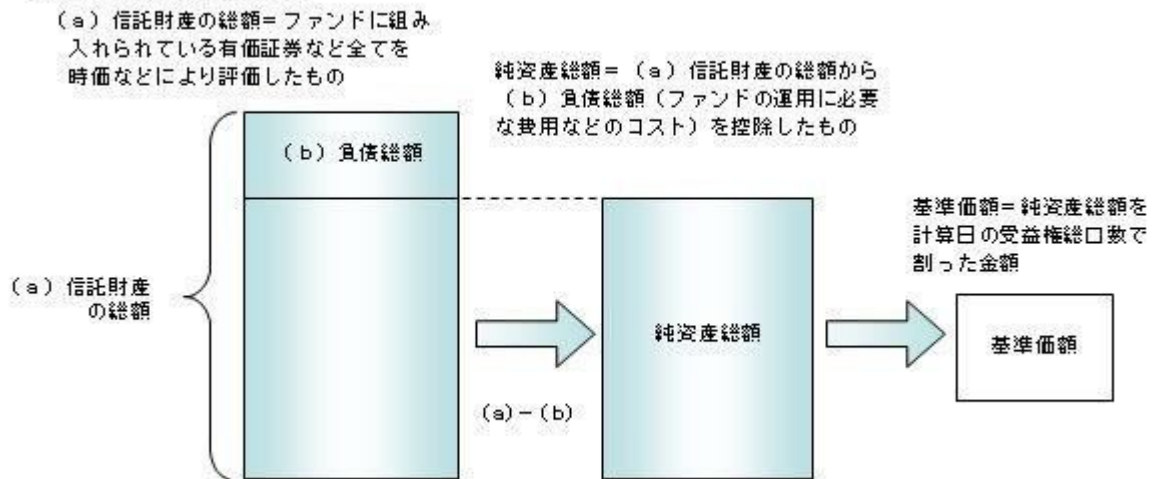 （a）信託財産の総額＝ファンドに組み
入れられている有価証券など全てを
時価などにより評価したもの
純資産総額＝（a）信託財産の総額から
（b）負債総額（ファンドの運用に必要
な費用などのコスト）を控除したもの
（b）負債総額
基準価額＝純資産総額を
計算日の受益権総口数で
割った金額
（a）信託財産
の総額
純資産総額
基準価額
（a）－（b）